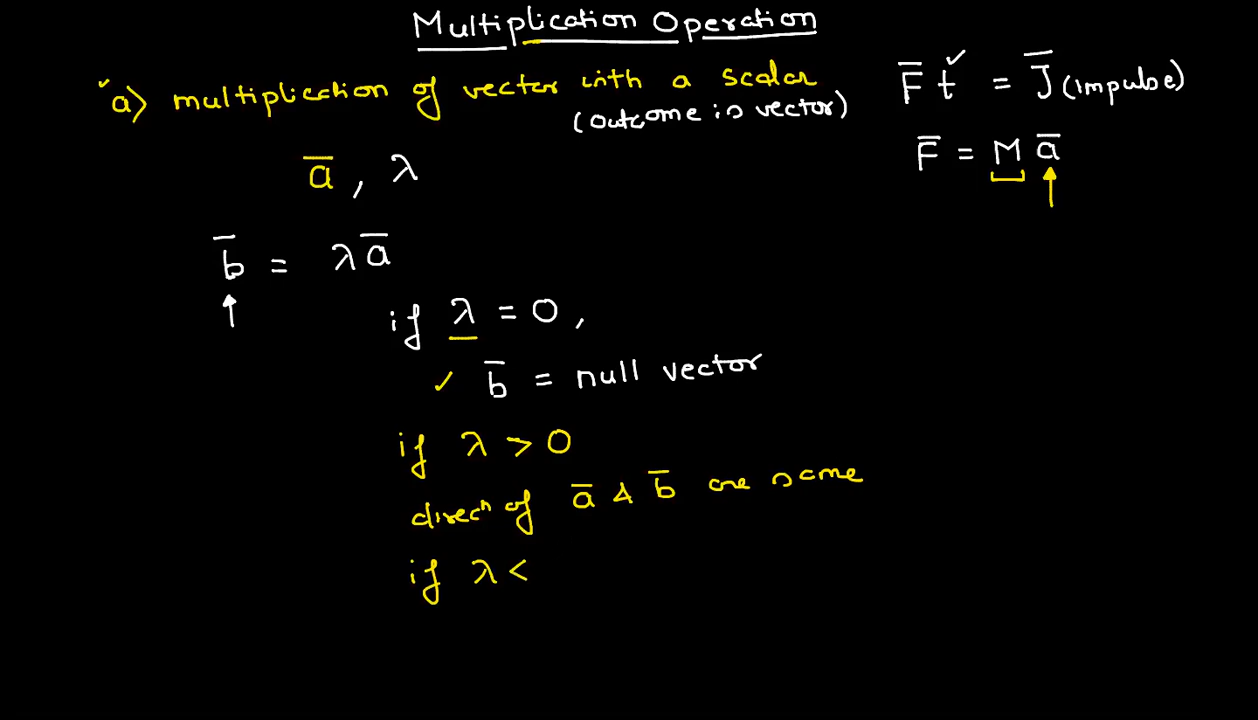 Multiplication Operation
a) multiplication of vector with a scalar
(outcome is vector)
a̅ , λ
b̅ = λ a̅
if λ = 0 ,
✓ b̅ = null vector
if λ > 0
direcⁿ of a̅ & b̅ are same
if λ <
F̅ t ✓ = J̅ (impulse)
F̅ = M a̅